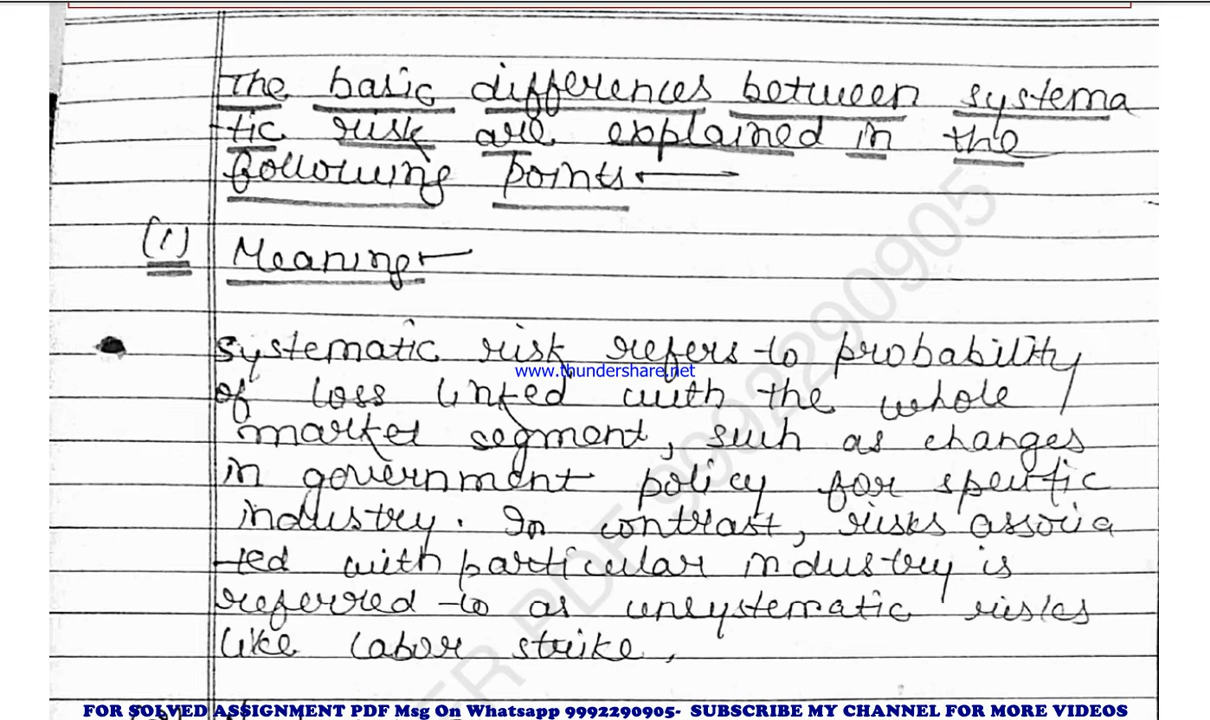 The basic differences between systema
tic risk are explained in the
following points:-
(1) Meaning:-
systematic risk refers to probability
www.thundershare.net
of loss linked with the whole
market segment, such as changes
in government policy for specific
industry. In contrast, risks associa
ted with particular industry is
referred to as unsystematic risks
like labor strike.
ER PDF 9992290905
FOR SOLVED ASSIGNMENT PDF Msg On Whatsapp 9992290905- SUBSCRIBE MY CHANNEL FOR MORE VIDEOS